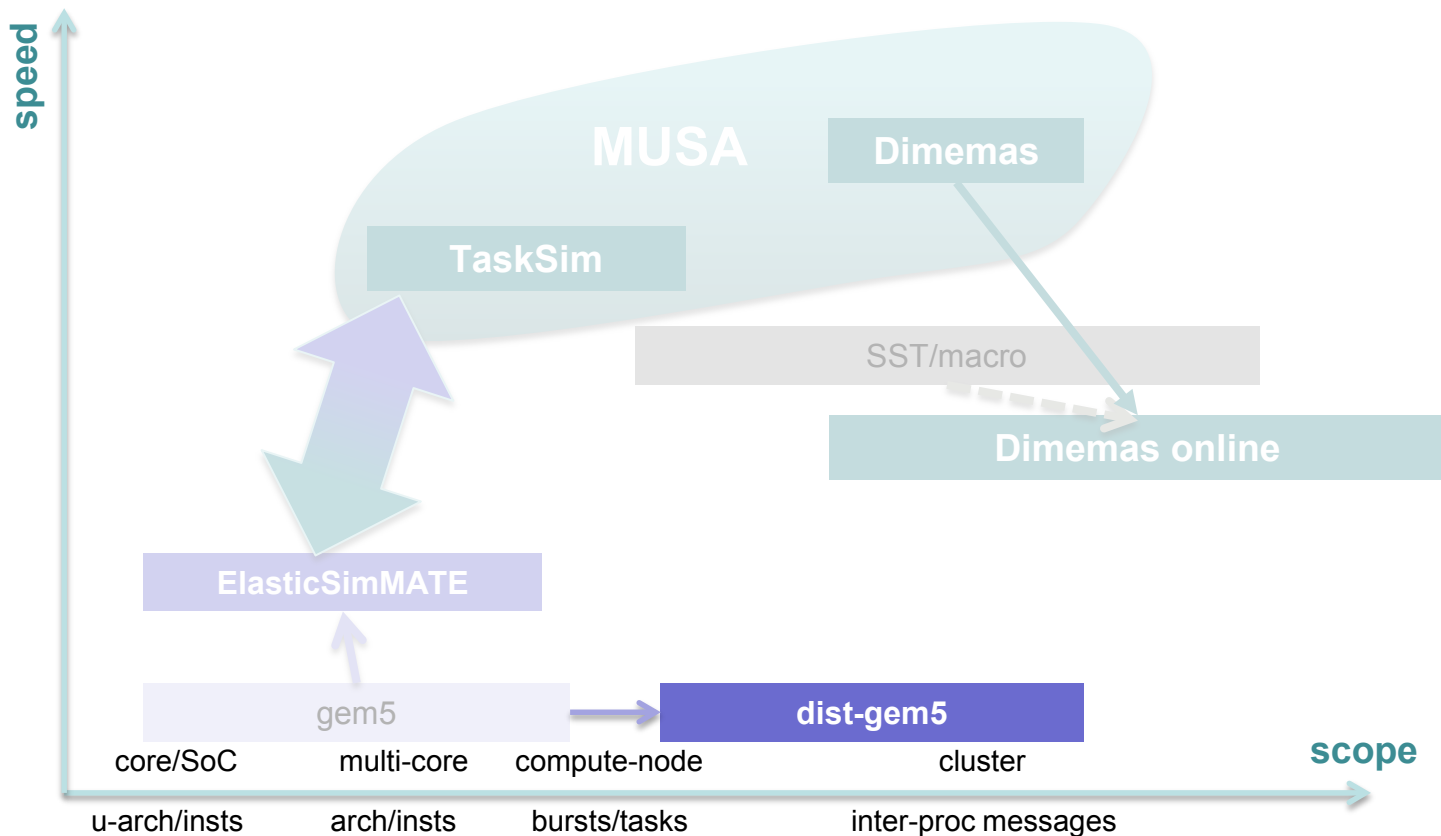 speed
MUSA
Dimemas
TaskSim
SST/macro
Dimemas online
ElasticSimMATE
gem5
dist-gem5
core/SoC multi-core compute-node cluster
scope
u-arch/insts arch/insts bursts/tasks inter-proc messages